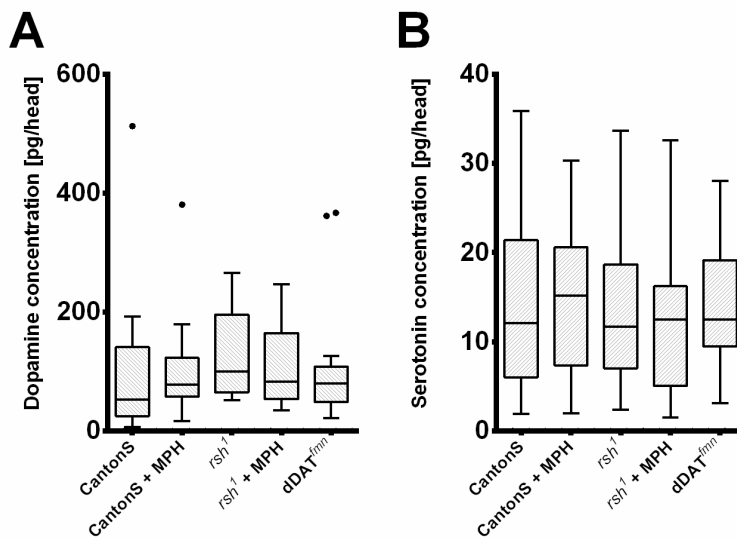 A
Dopamine concentration [pg/head]
600
400
200
0
CantonS
CantonS + MPH
rsh¹
rsh¹ + MPH
dDATᶠᵐⁿ
B
Serotonin concentration [pg/head]
40
30
20
10
0
CantonS
CantonS + MPH
rsh¹
rsh¹ + MPH
dDATᶠᵐⁿ